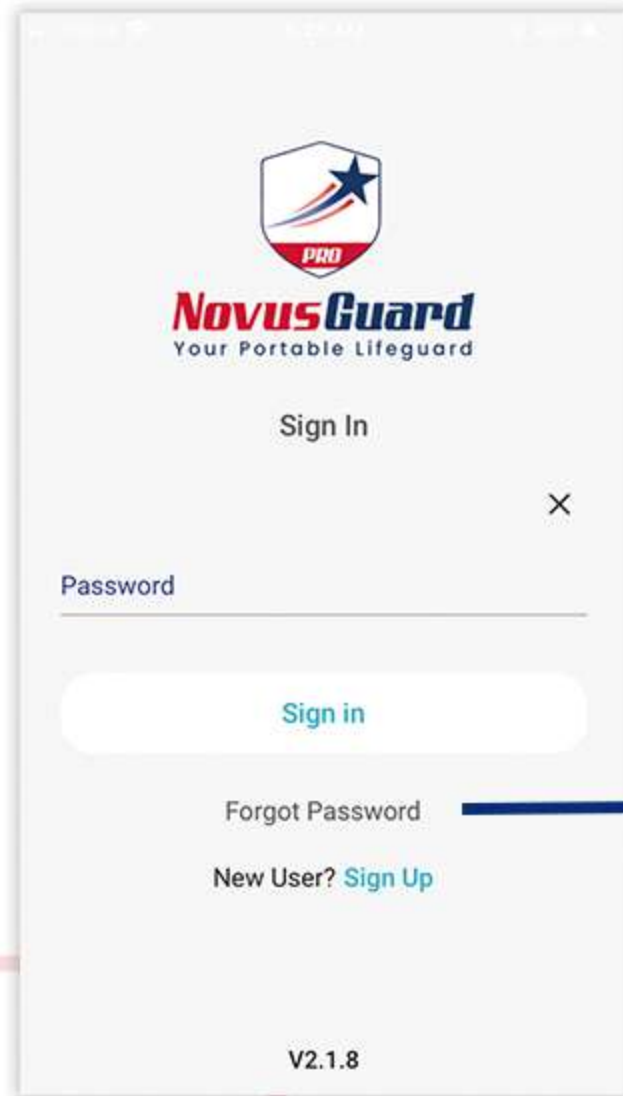 PRO
NovusGuard
Your Portable Lifeguard
Sign In
×
Password
Sign in
Forgot Password
New User? Sign Up
V2.1.8